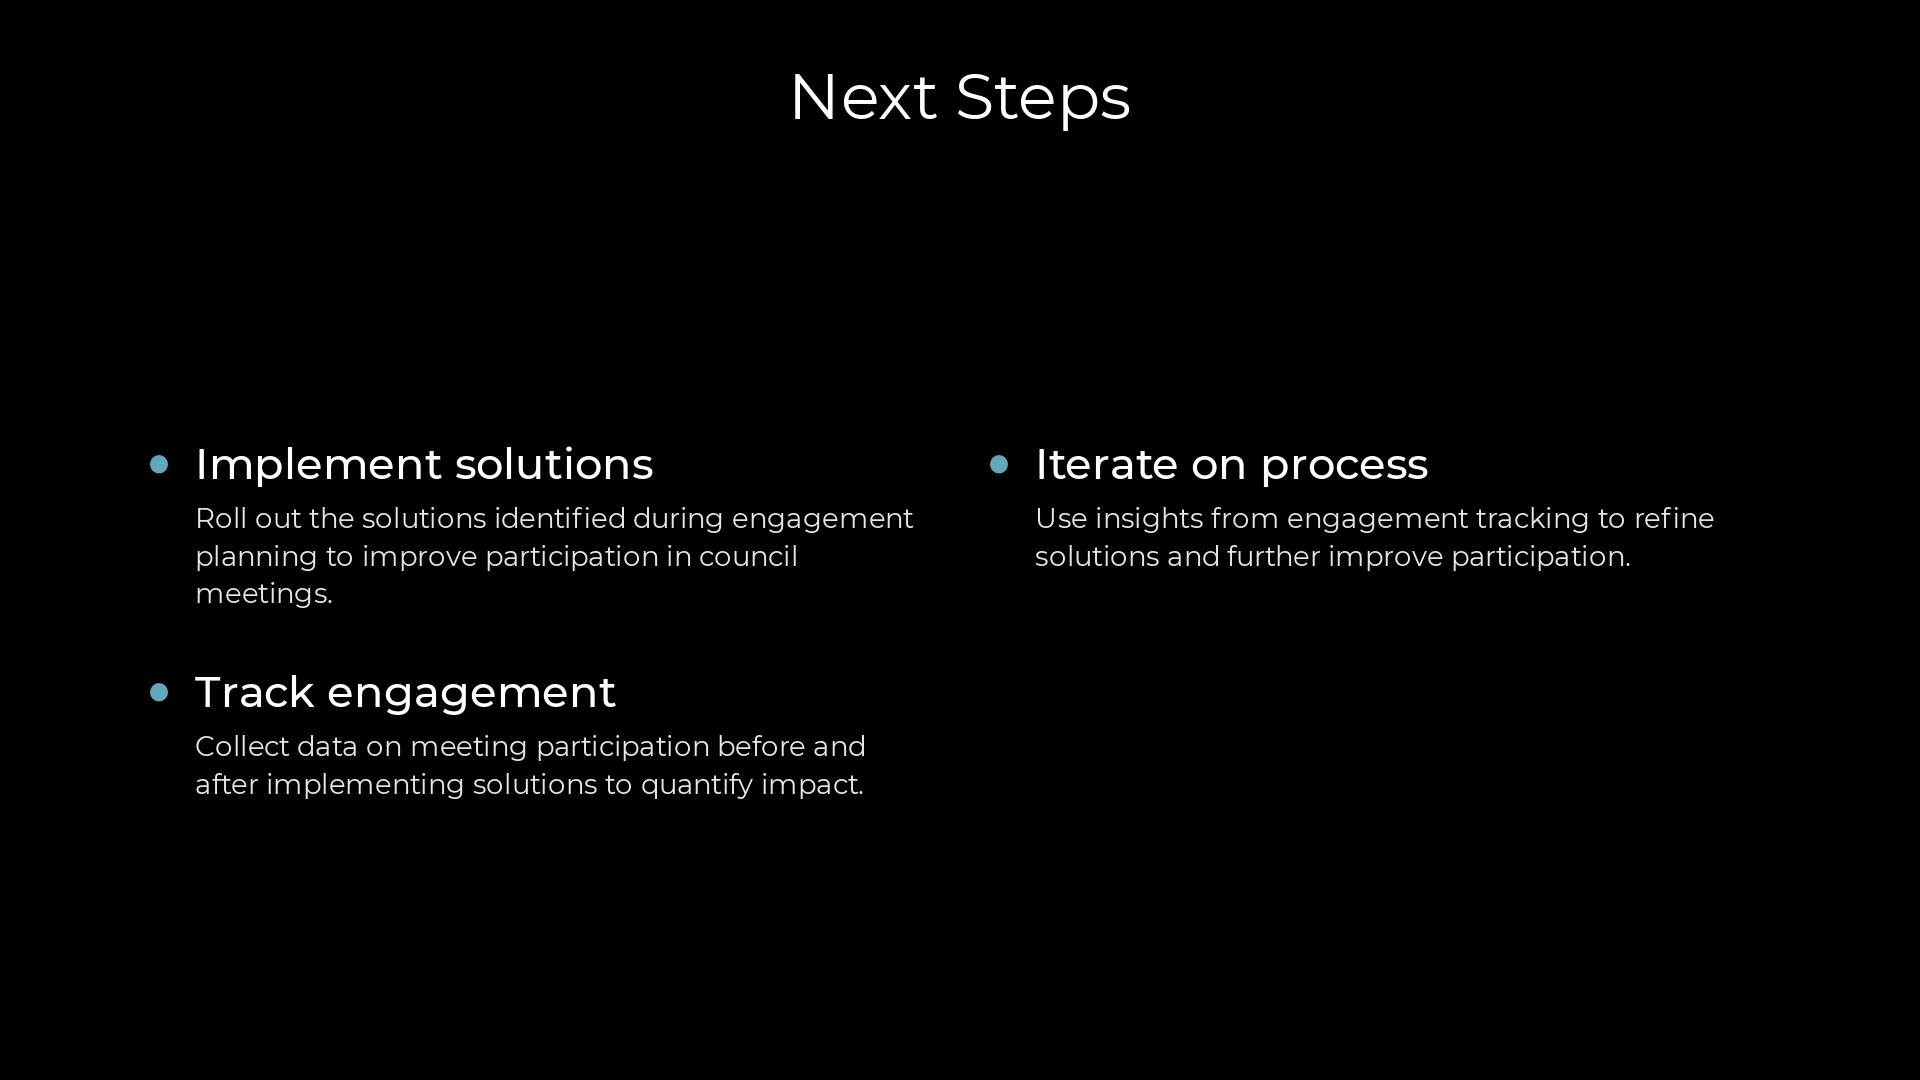 Next Steps
Implement solutions
Roll out the solutions identified during engagement
planning to improve participation in council
meetings.
Track engagement
Collect data on meeting participation before and
after implementing solutions to quantify impact.
Iterate on process
Use insights from engagement tracking to refine
solutions and further improve participation.